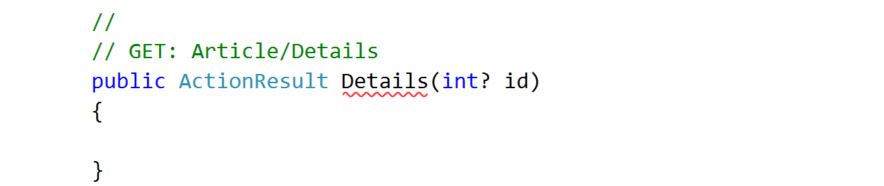 //
// GET: Article/Details
public ActionResult Details(int? id)
{
}